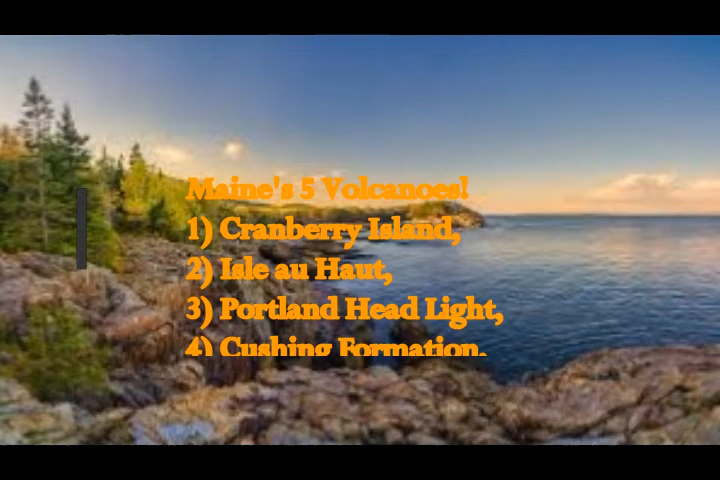 Maine's 5 Volcanoes!
1) Cranberry Island,
2) Isle au Haut,
3) Portland Head Light,
4) Cushing Formation,